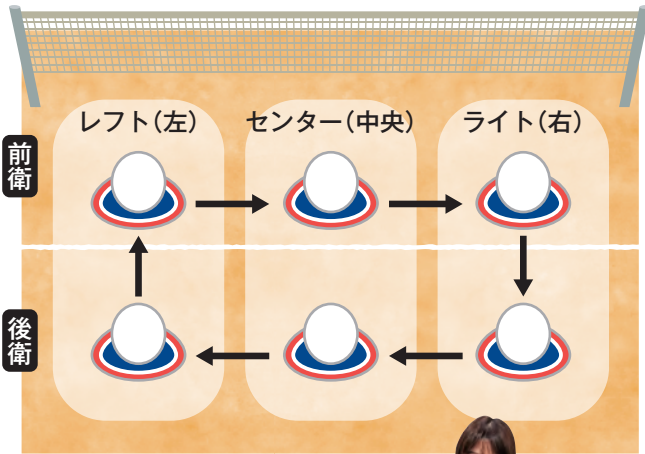 レフト（左）
センター（中央）
ライト（右）
前衛
後衛